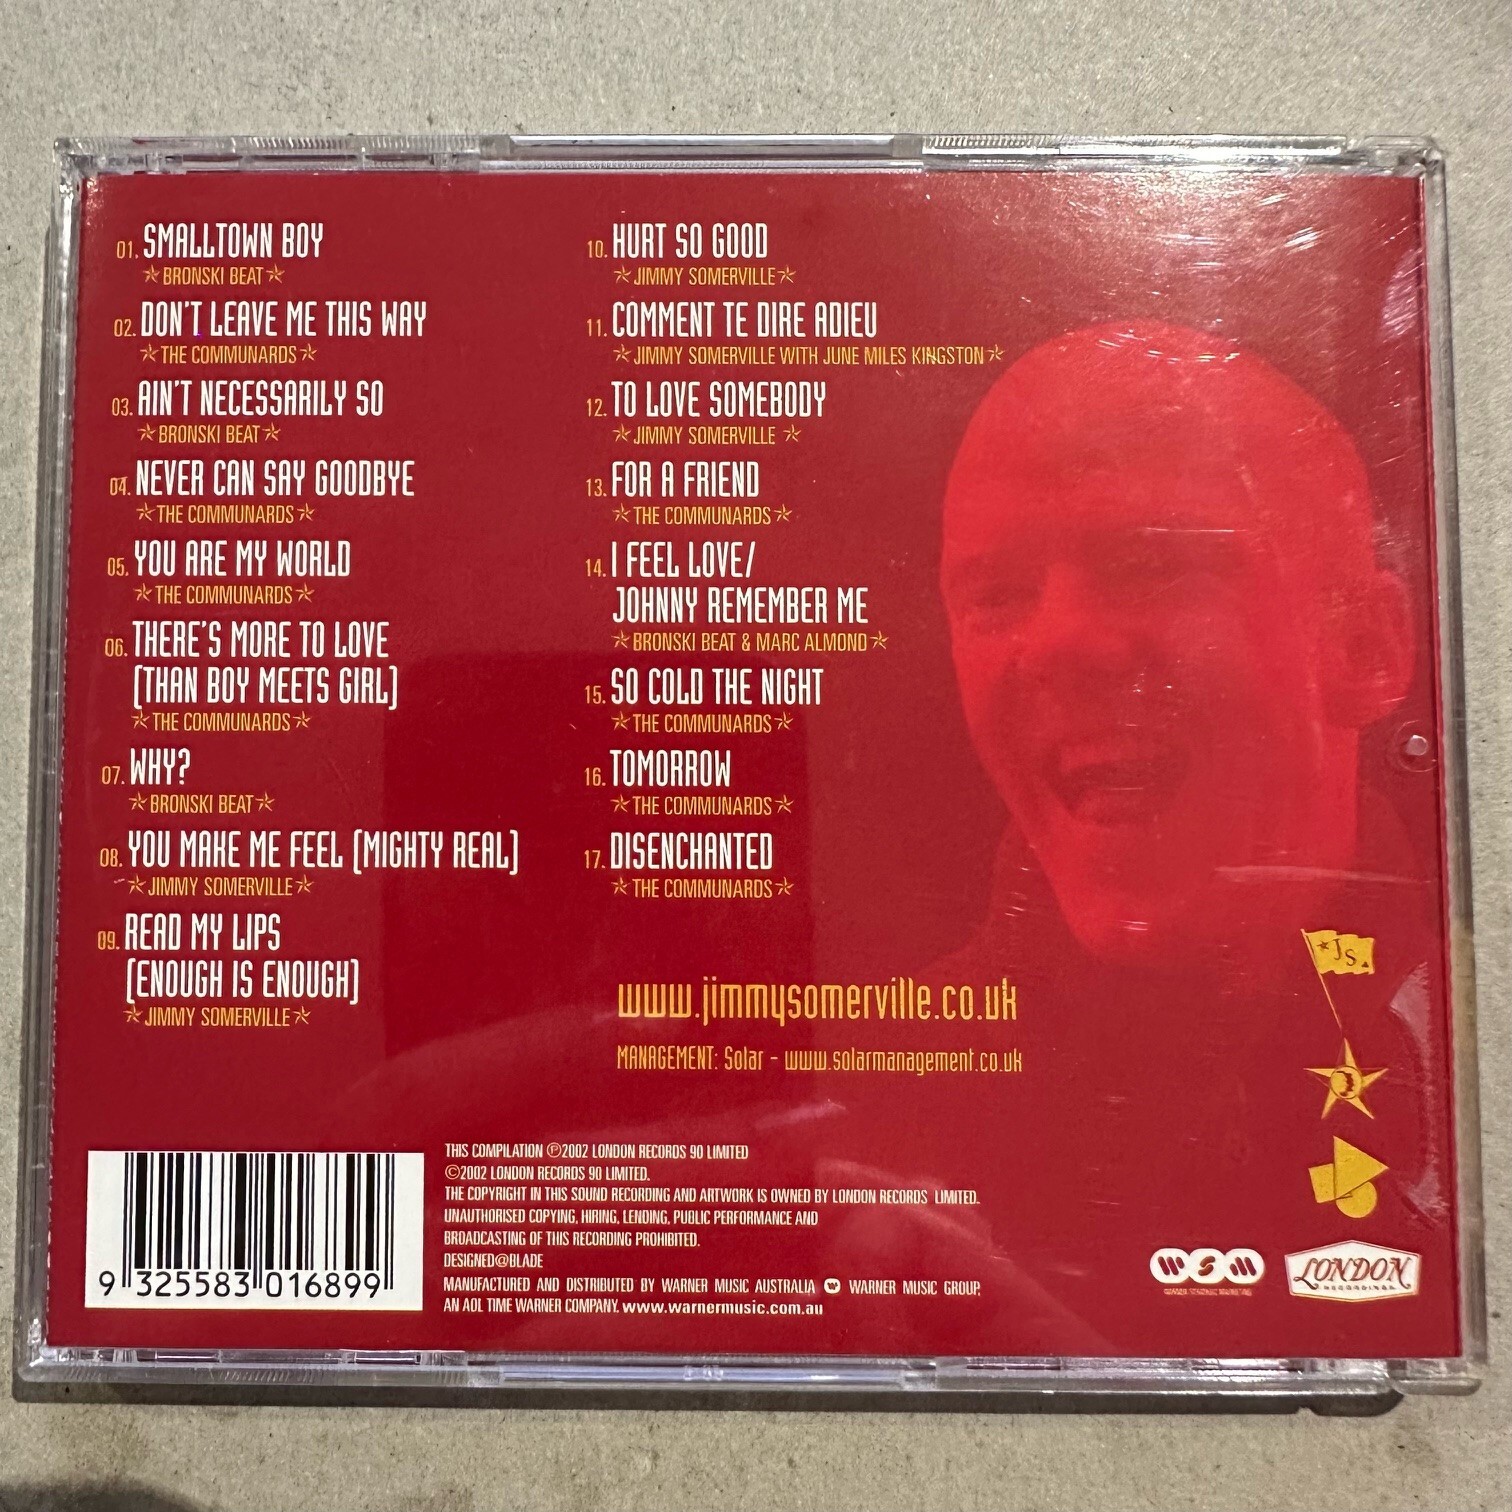 01. SMALLTOWN BOY
BRONSKI BEAT
02. DON'T LEAVE ME THIS WAY
THE COMMUNARDS
03. AIN'T NECESSARILY SO
BRONSKI BEAT
04. NEVER CAN SAY GOODBYE
THE COMMUNARDS
05. YOU ARE MY WORLD
THE COMMUNARDS
06. THERE'S MORE TO LOVE
(THAN BOY MEETS GIRL)
THE COMMUNARDS
07. WHY?
BRONSKI BEAT
08. YOU MAKE ME FEEL (MIGHTY REAL)
JIMMY SOMERVILLE
09. READ MY LIPS
(ENOUGH IS ENOUGH)
JIMMY SOMERVILLE
10. HURT SO GOOD
JIMMY SOMERVILLE
11. COMMENT TE DIRE ADIEU
JIMMY SOMERVILLE WITH JUNE MILES KINGSTON
12. TO LOVE SOMEBODY
JIMMY SOMERVILLE
13. FOR A FRIEND
THE COMMUNARDS
14. I FEEL LOVE/
JOHNNY REMEMBER ME
BRONSKI BEAT & MARC ALMOND
15. SO COLD THE NIGHT
THE COMMUNARDS
16. TOMORROW
THE COMMUNARDS
17. DISENCHANTED
THE COMMUNARDS
www.jimmysomerville.co.uk
MANAGEMENT: Solar - www.solarmanagement.co.uk
JS
THIS COMPILATION ℗2002 LONDON RECORDS 90 LIMITED
©2002 LONDON RECORDS 90 LIMITED.
THE COPYRIGHT IN THIS SOUND RECORDING AND ARTWORK IS OWNED BY LONDON RECORDS LIMITED.
UNAUTHORISED COPYING, HIRING, LENDING, PUBLIC PERFORMANCE AND
BROADCASTING OF THIS RECORDING PROHIBITED.
DESIGNED@BLADE
MANUFACTURED AND DISTRIBUTED BY WARNER MUSIC AUSTRALIA WARNER MUSIC GROUP,
AN AOL TIME WARNER COMPANY. www.warnermusic.com.au
9 325583 016899
WSM
LONDON
RECORDINGS